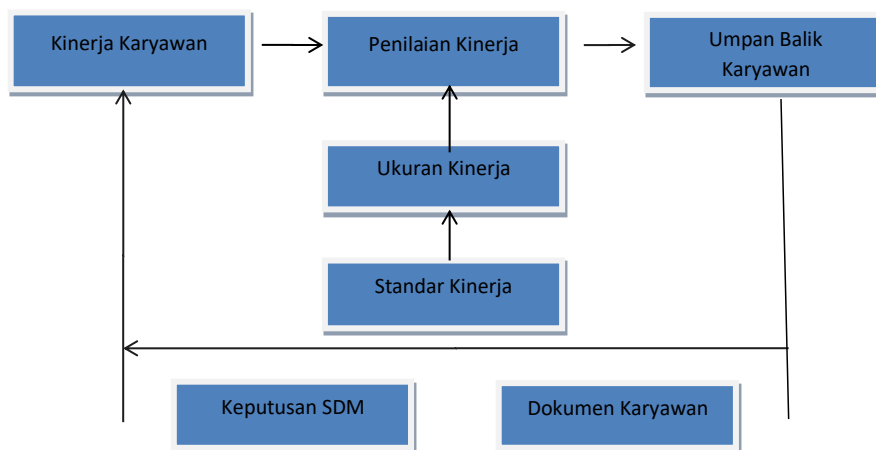 Kinerja Karyawan
Penilaian Kinerja
Umpan Balik
Karyawan
Ukuran Kinerja
Standar Kinerja
Keputusan SDM
Dokumen Karyawan